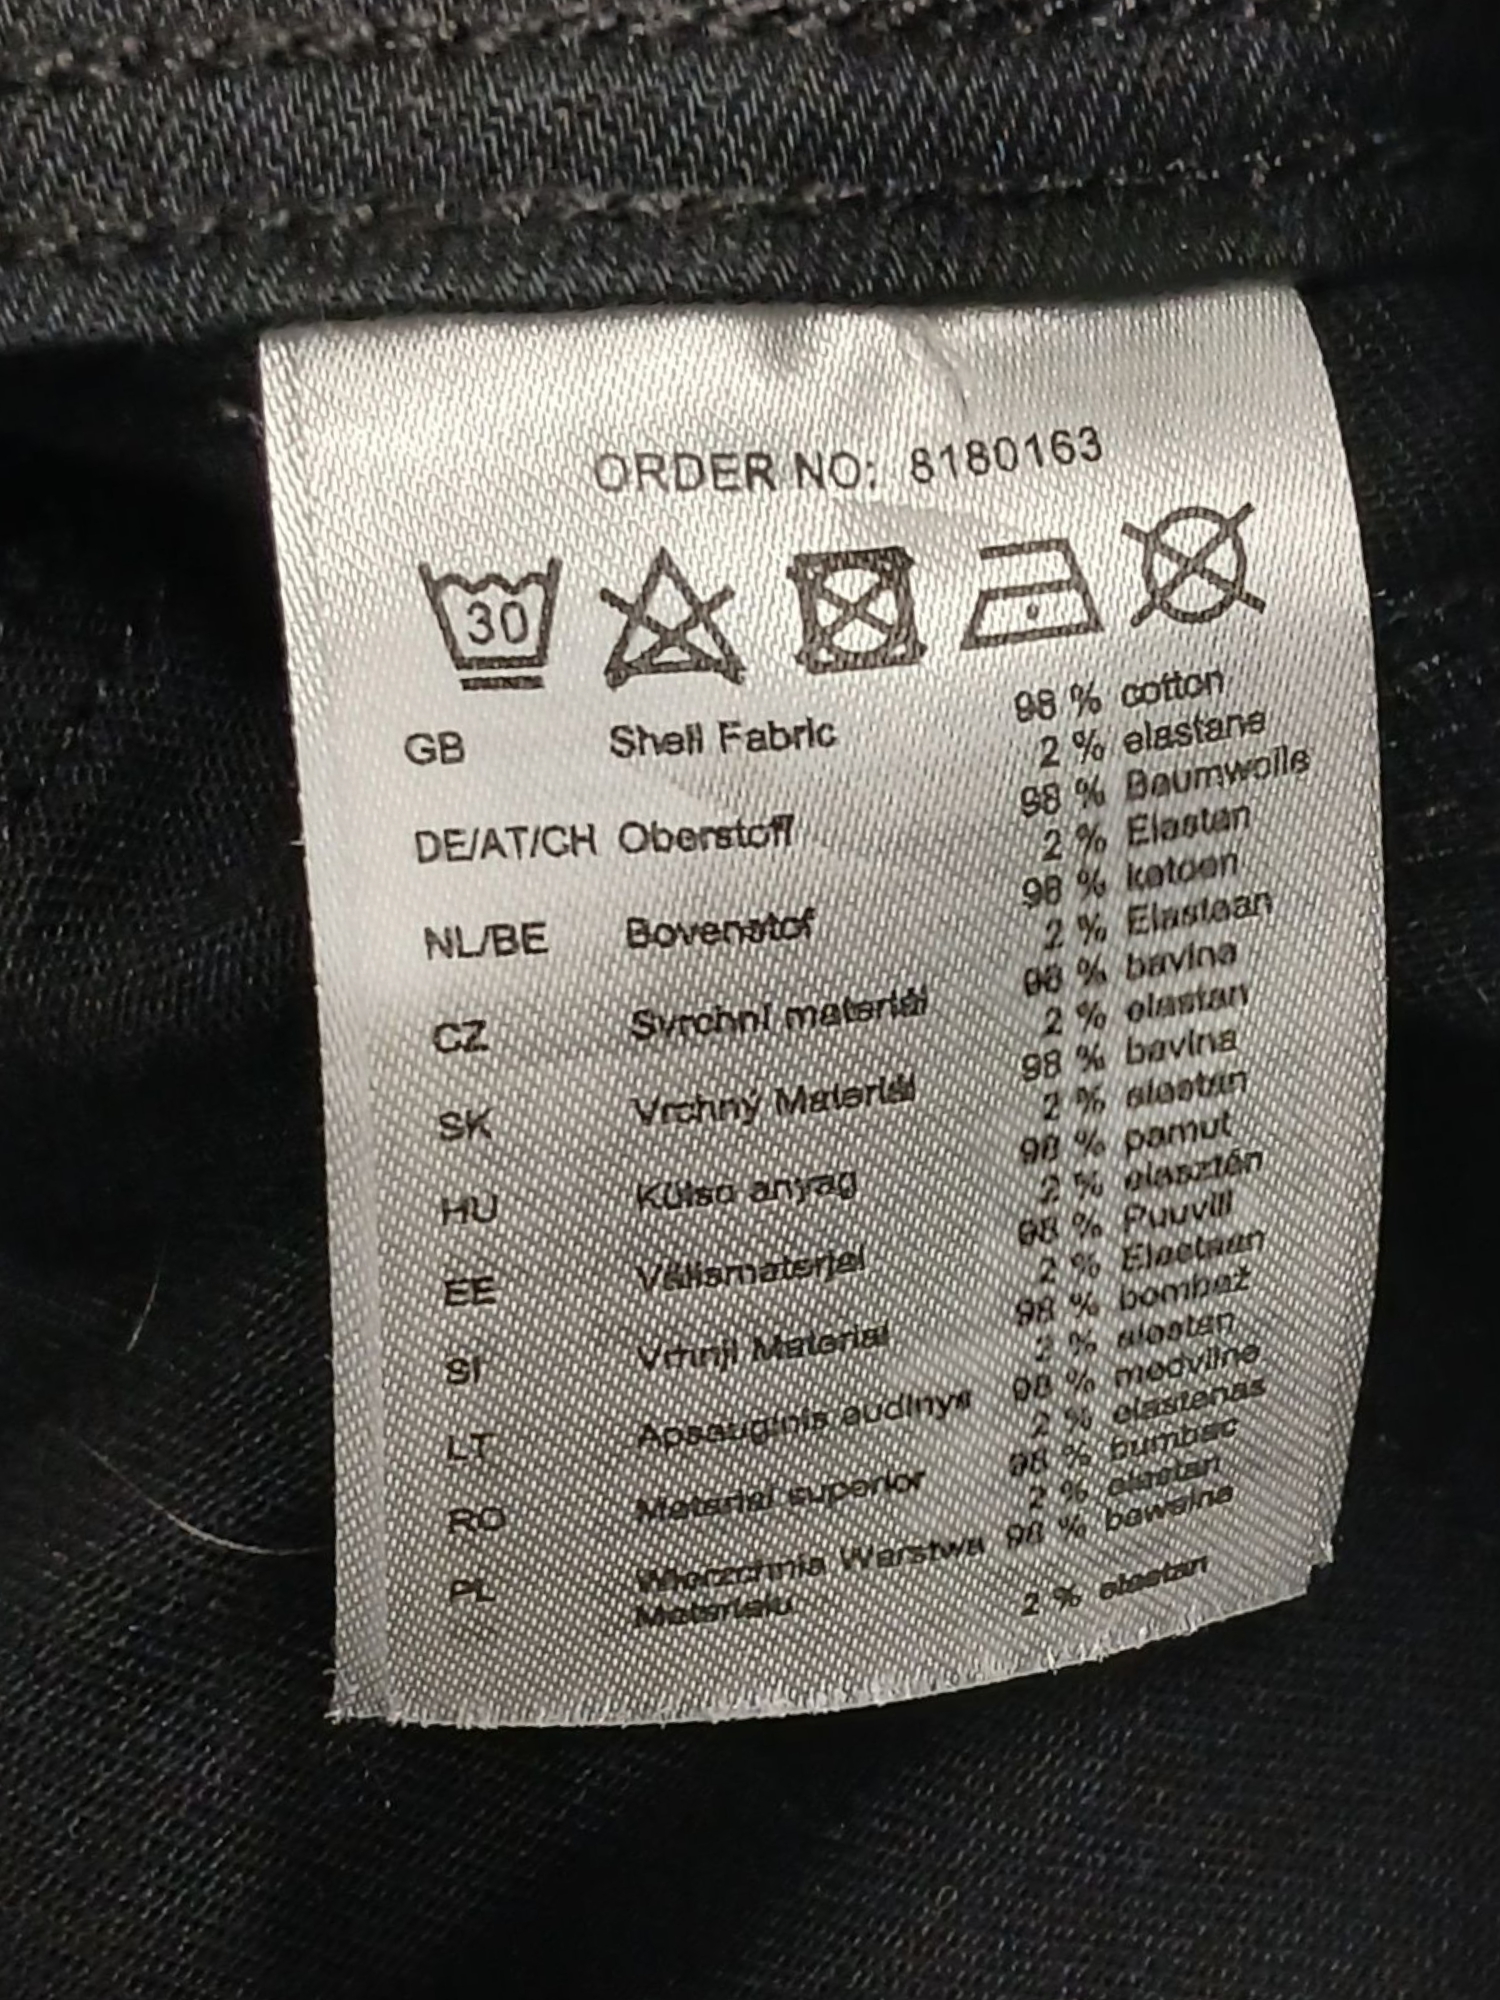 ORDER NO: 8180163
30
GB Shell Fabric 98 % cotton
2 % elastane
DE/AT/CH Oberstoff 98 % Baumwolle
2 % Elastan
NL/BE Bovenstof 98 % katoen
2 % Elastaan
CZ Svrchní materiál 98 % bavlna
2 % elastan
SK Vrchný Materiál 98 % bavlna
2 % elastan
HU Külso anyag 98 % pamut
2 % elasztán
EE Välismaterjal 98 % Puuvill
2 % Elastaan
SI Vrhnji Material 98 % bombaž
2 % elastan
LT Apsauginis audinys 98 % medvilne
2 % elastanas
RO Material superior 98 % bumbac
2 % elastan
PL Wierzchnia Warstwa 98 % bawelna
Materialu 2 % elastan